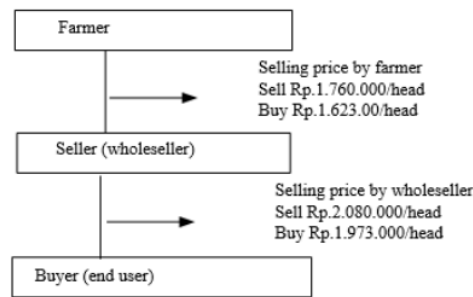 Farmer
Selling price by farmer
Sell Rp.1.760.000/head
Buy Rp.1.623.00/head
Seller (wholeseller)
Selling price by wholeseller
Sell Rp.2.080.000/head
Buy Rp.1.973.000/head
Buyer (end user)